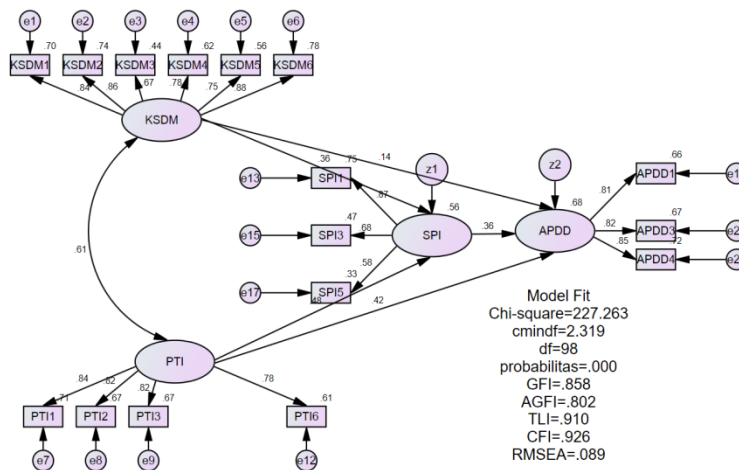 e1 e2 e3 e4 e5 e6
.70 .74 .44 .62 .56 .78
KSDM1 KSDM2 KSDM3 KSDM4 KSDM5 KSDM6
.84 .86 .67 .78 .75 .88
KSDM
.14
.36 .75
e13 SPI1 z1 z2
.87
.66
APDD1 e1
.81
.56 .68
.47
e15 SPI3 .68 SPI .36 APDD
.67
.82 APDD3 e2
.85 .72
APDD4 e2
.58
.33
e17 SPI5
.61
.48 .42
PTI
.84 .82 .82 .78
.71 .67 .67 .61
PTI1 PTI2 PTI3 PTI6
e7 e8 e9 e12
Model Fit
Chi-square=227.263
cmindf=2.319
df=98
probabilitas=.000
GFI=.858
AGFI=.802
TLI=.910
CFI=.926
RMSEA=.089